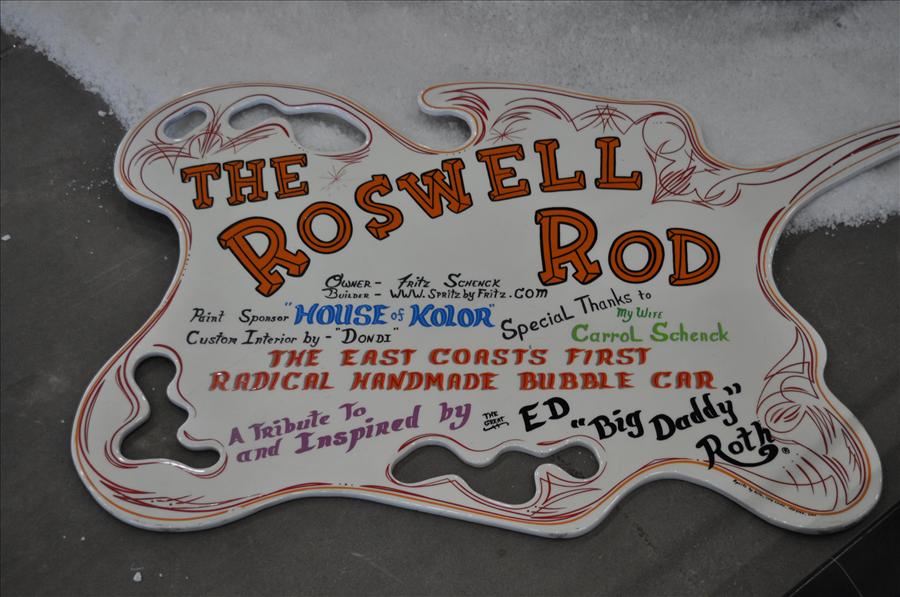 THE ROSWELL
ROD
OWNER - FRITZ SCHENCK
BUILDER - WWW.SPRITZBYFRITZ.COM
Paint Sponsor "HOUSE of KOLOR"
Special Thanks to
MY WIFE
Carrol Schenck
Custom Interior by - "DONDI"
THE EAST COAST'S FIRST
RADICAL HANDMADE BUBBLE CAR
A Tribute To
and Inspired by
THE GREAT
ED "Big Daddy"
Roth®